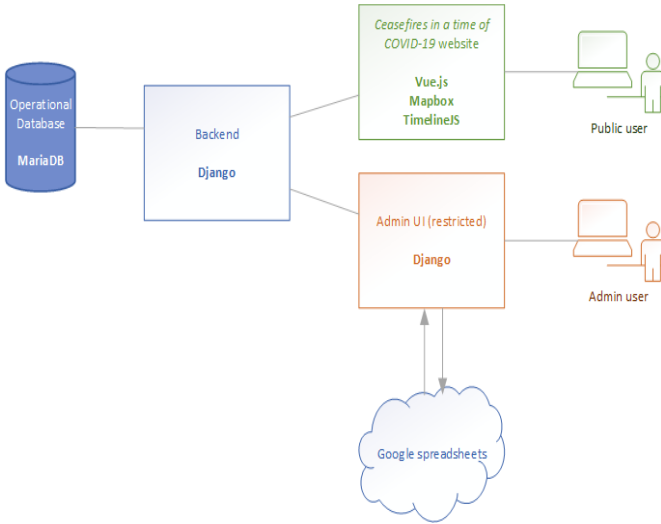 Operational
Database
MariaDB
Backend
Django
Ceasefires in a time of
COVID-19 website
Vue.js
Mapbox
TimelineJS
Public user
Admin UI (restricted)
Django
Admin user
Google spreadsheets